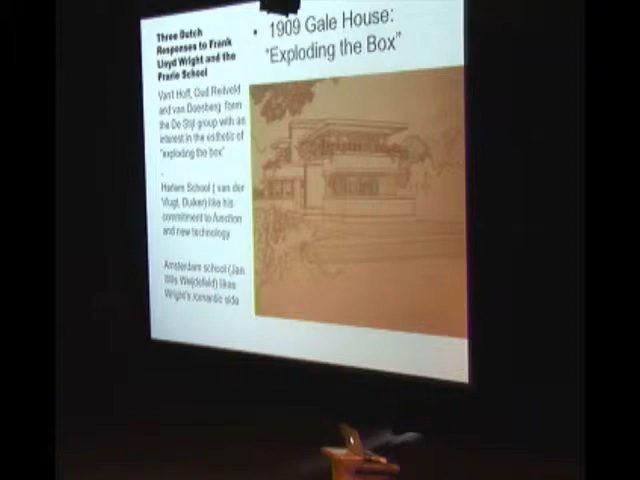 Three Dutch
Responses to Frank
Lloyd Wright and the
Prarie School
Van't Hoff, Oud Reitveld
and van Doesberg form
the De Stijl group with an
interest in the esthetic of
"exploding the box"
.
Harlem School ( van der
Vlugt, Duiker) like his
commitment to function
and new technology
Amsterdam school (Jan
Wils Weijdefeld) likes
Wright's romantic side
• 1909 Gale House:
"Exploding the Box"